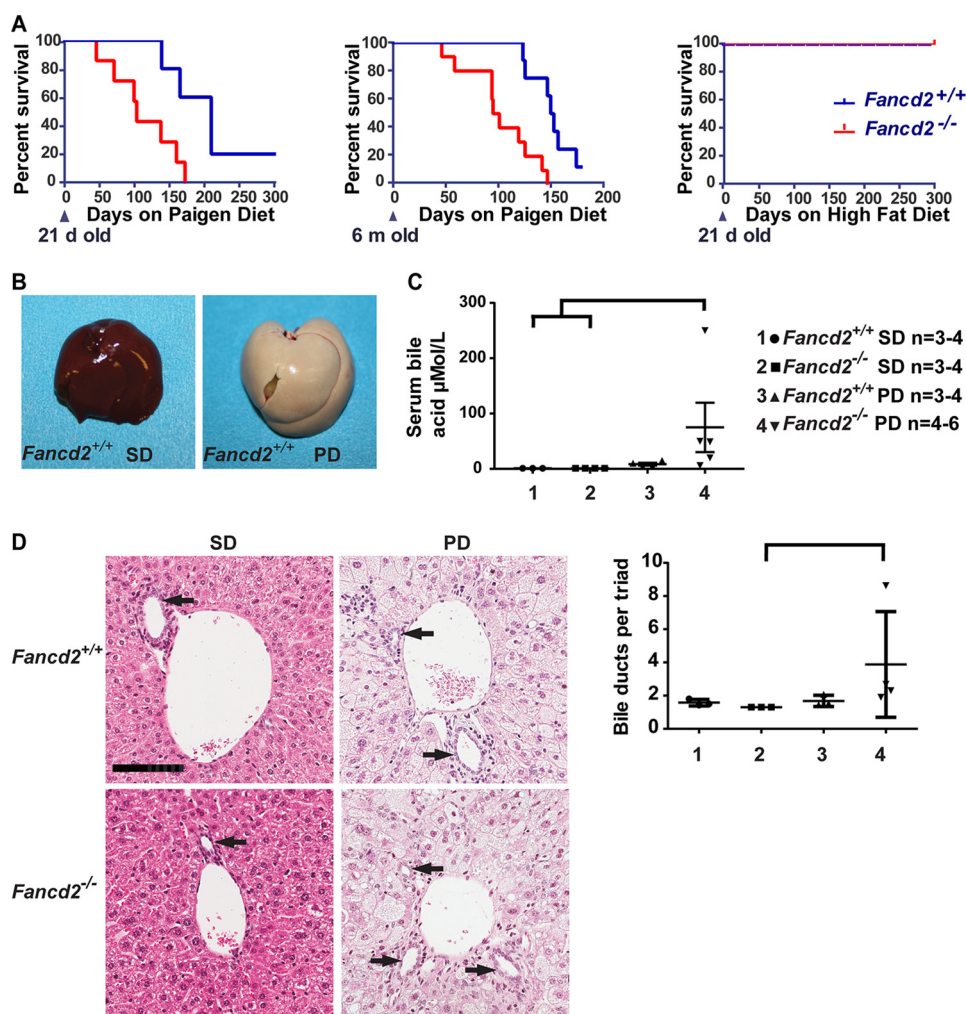 A
Percent survival
100
80
60
40
20
0
0 50 100 150 200 250 300
Days on Paigen Diet
21 d old
Percent survival
100
80
60
40
20
0
0 50 100 150 200
Days on Paigen Diet
6 m old
Percent survival
100
80
60
40
20
0
0 50 100 150 200 250 300
Days on High Fat Diet
21 d old
Fancd2+/+
Fancd2-/-
B
Fancd2+/+ SD
Fancd2+/+ PD
C
Serum bile
acid µMol/L
300
200
100
0
1 2 3 4
1 Fancd2+/+ SD n=3-4
2 Fancd2-/- SD n=3-4
3 Fancd2+/+ PD n=3-4
4 Fancd2-/- PD n=4-6
D
SD PD
Fancd2+/+
Fancd2-/-
Bile ducts per triad
10
8
6
4
2
0
1 2 3 4